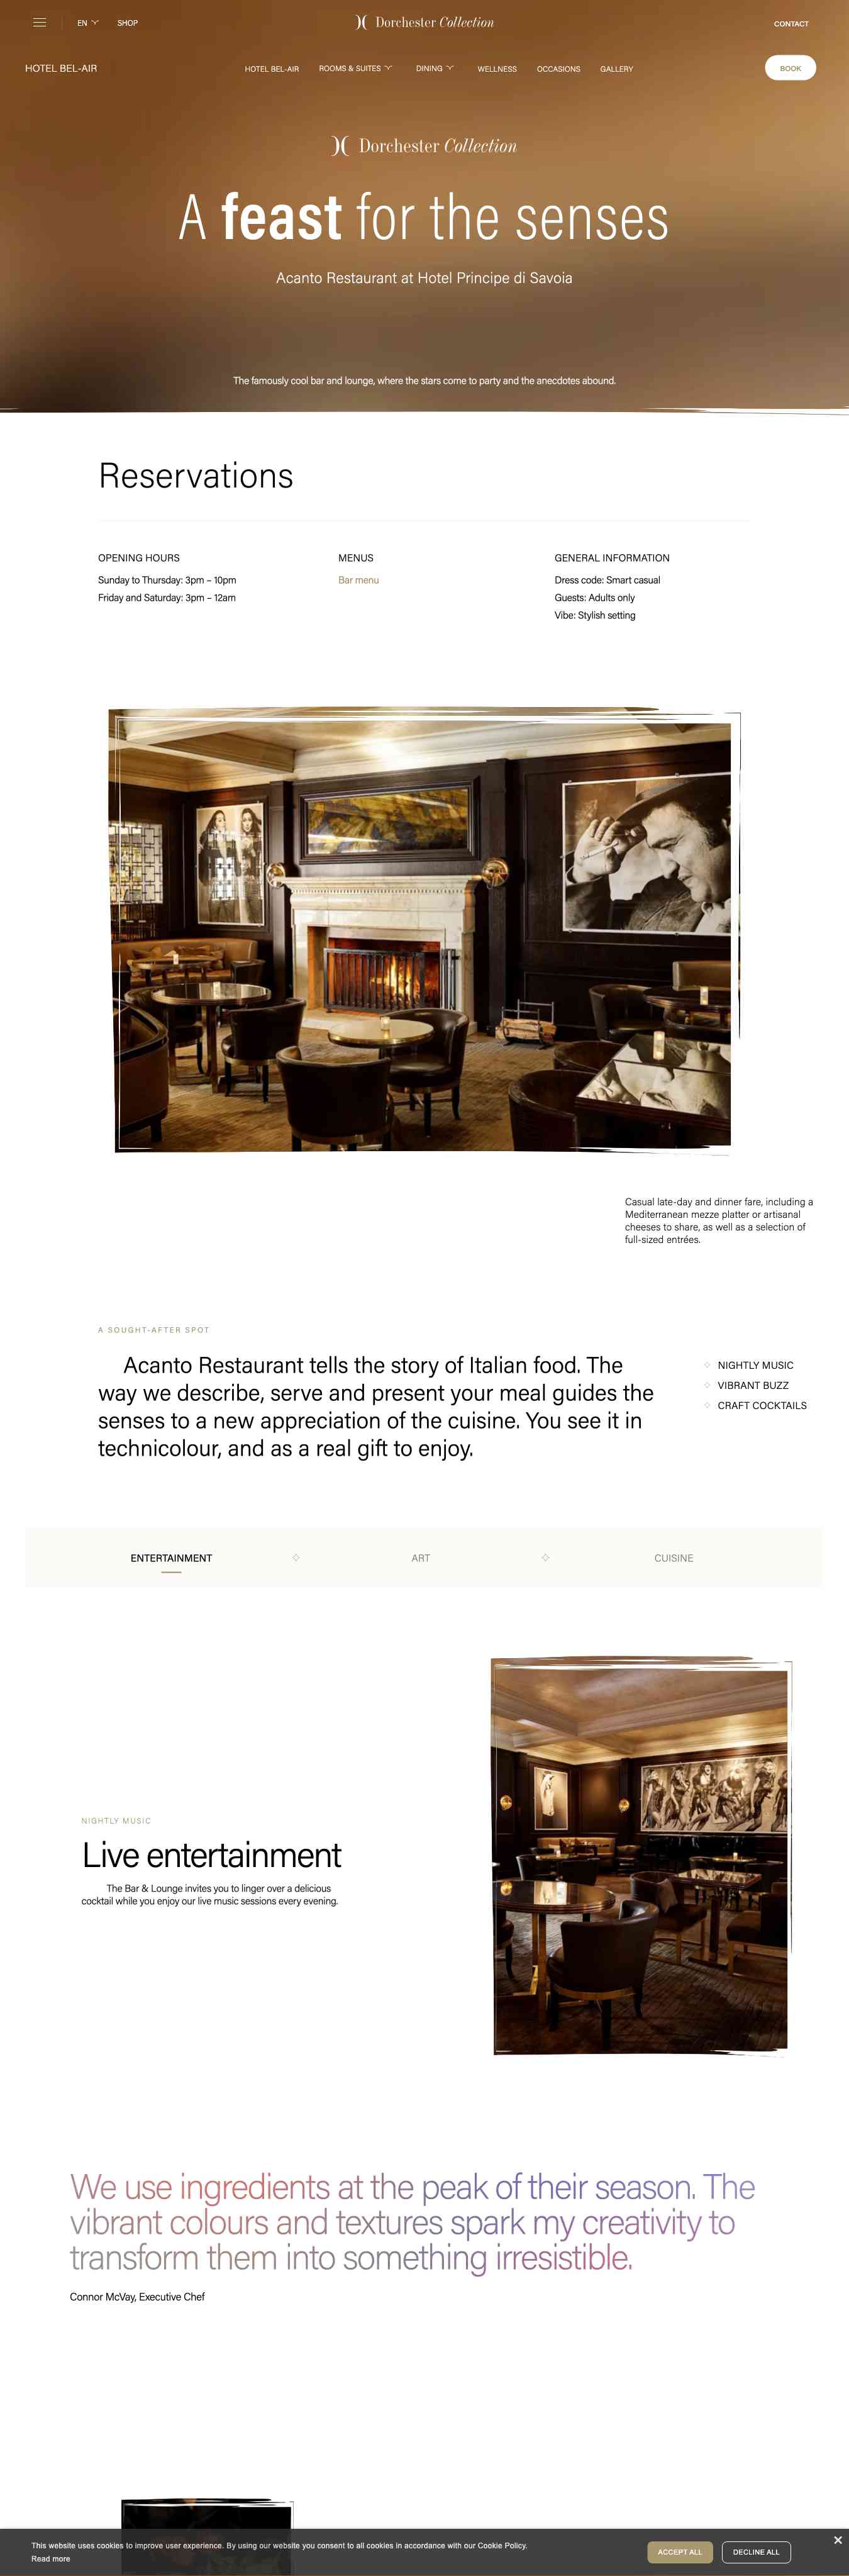 EN
SHOP
Dorchester Collection
CONTACT
HOTEL BEL-AIR
HOTEL BEL-AIR
ROOMS & SUITES
DINING
WELLNESS
OCCASIONS
GALLERY
BOOK
Dorchester Collection
A feast for the senses
Acanto Restaurant at Hotel Principe di Savoia
The famously cool bar and lounge, where the stars come to party and the anecdotes abound.
Reservations
OPENING HOURS
Sunday to Thursday: 3pm – 10pm
Friday and Saturday: 3pm – 12am
MENUS
Bar menu
GENERAL INFORMATION
Dress code: Smart casual
Guests: Adults only
Vibe: Stylish setting
Casual late-day and dinner fare, including a
Mediterranean mezze platter or artisanal
cheeses to share, as well as a selection of
full-sized entrées.
A SOUGHT-AFTER SPOT
Acanto Restaurant tells the story of Italian food. The
way we describe, serve and present your meal guides the
senses to a new appreciation of the cuisine. You see it in
technicolour, and as a real gift to enjoy.
NIGHTLY MUSIC
VIBRANT BUZZ
CRAFT COCKTAILS
ENTERTAINMENT
ART
CUISINE
NIGHTLY MUSIC
Live entertainment
The Bar & Lounge invites you to linger over a delicious
cocktail while you enjoy our live music sessions every evening.
We use ingredients at the peak of their season. The
vibrant colours and textures spark my creativity to
transform them into something irresistible.
Connor McVay, Executive Chef
This website uses cookies to improve user experience. By using our website you consent to all cookies in accordance with our Cookie Policy.
Read more
ACCEPT ALL
DECLINE ALL